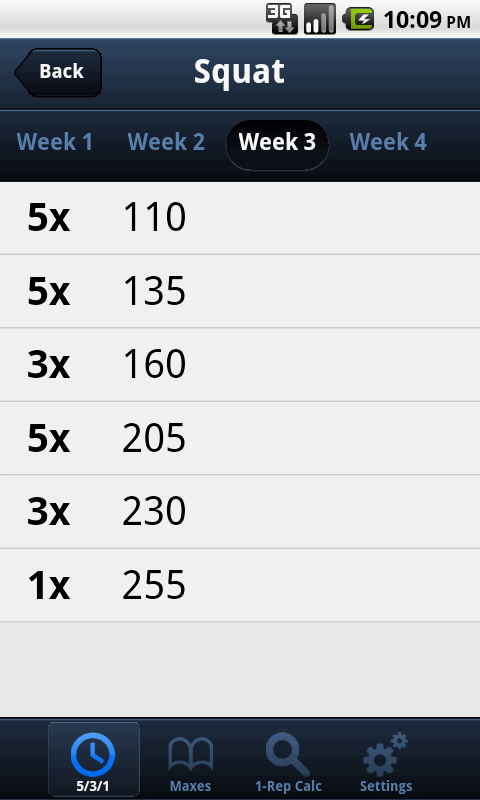 3G 10:09 PM
Back Squat
Week 1 Week 2 Week 3 Week 4
5x 110
5x 135
3x 160
5x 205
3x 230
1x 255
5/3/1 Maxes 1-Rep Calc Settings